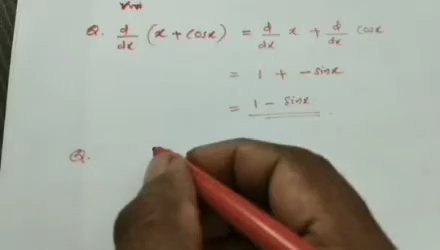 Q. d/dx (x + cosx) = d/dx x + d/dx cosx
= 1 + - sinx
= 1 - sinx
Q.